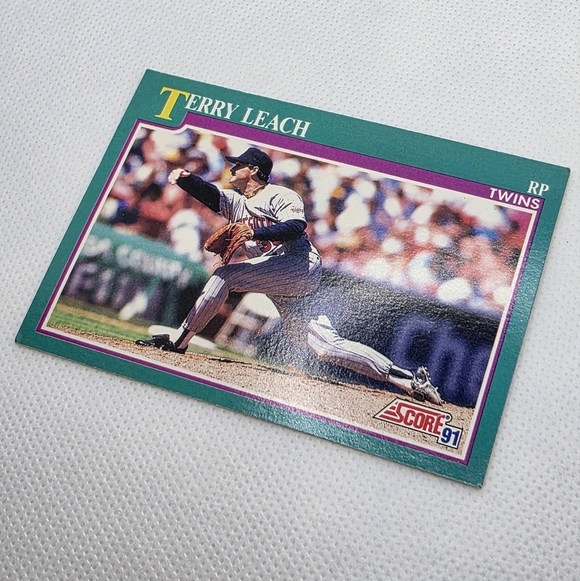 TERRY LEACH
RP
TWINS
SCORE
91